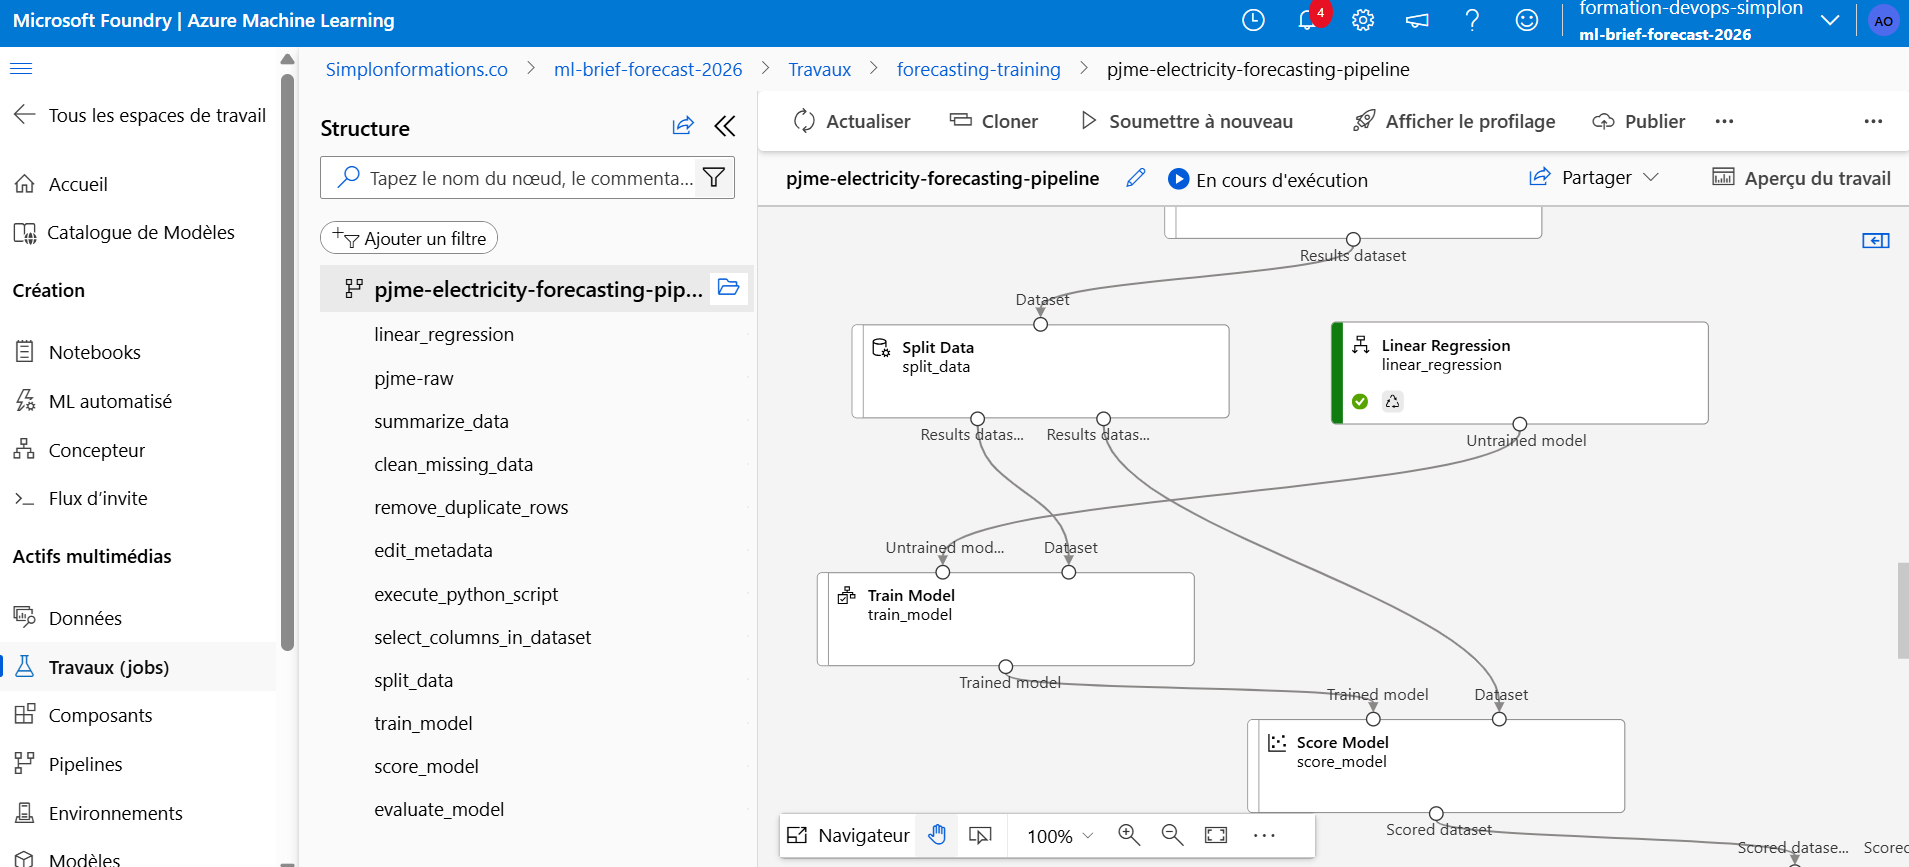 Microsoft Foundry | Azure Machine Learning
4
formation-devops-simplon
ml-brief-forecast-2026
AO
Tous les espaces de travail
Accueil
Catalogue de Modèles
Création
Notebooks
ML automatisé
Concepteur
Flux d'invite
Actifs multimédias
Données
Travaux (jobs)
Composants
Pipelines
Environnements
Modèles
Simplonformations.co > ml-brief-forecast-2026 > Travaux > forecasting-training > pjme-electricity-forecasting-pipeline
Structure
Tapez le nom du nœud, le commenta...
Ajouter un filtre
pjme-electricity-forecasting-pip...
linear_regression
pjme-raw
summarize_data
clean_missing_data
remove_duplicate_rows
edit_metadata
execute_python_script
select_columns_in_dataset
split_data
train_model
score_model
evaluate_model
Actualiser
Cloner
Soumettre à nouveau
Afficher le profilage
Publier
pjme-electricity-forecasting-pipeline
En cours d'exécution
Partager
Aperçu du travail
Results dataset
Dataset
Split Data
split_data
Results datas...
Results datas...
Linear Regression
linear_regression
Untrained model
Untrained mod...
Dataset
Train Model
train_model
Trained model
Trained model
Dataset
Score Model
score_model
Scored dataset
Scored datase...
Scored
Navigateur
100%